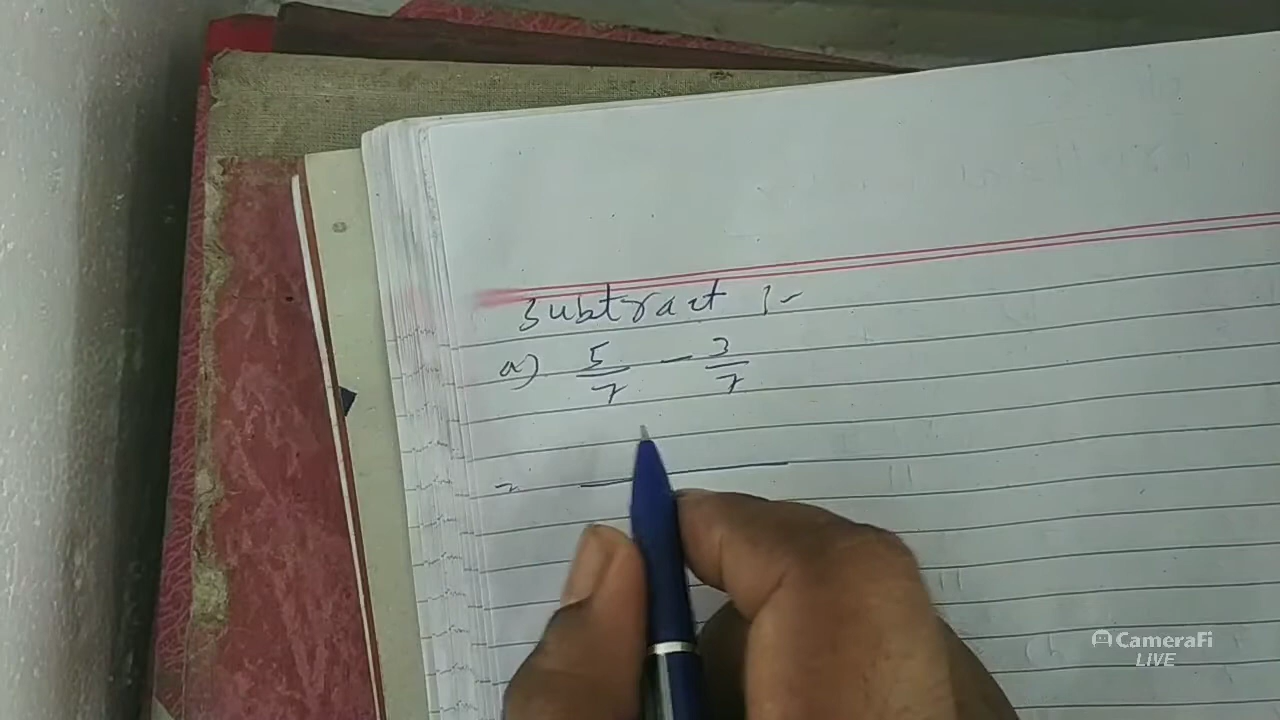 Subtract :-
a) 5/7 - 3/7
=
CameraFi
LIVE